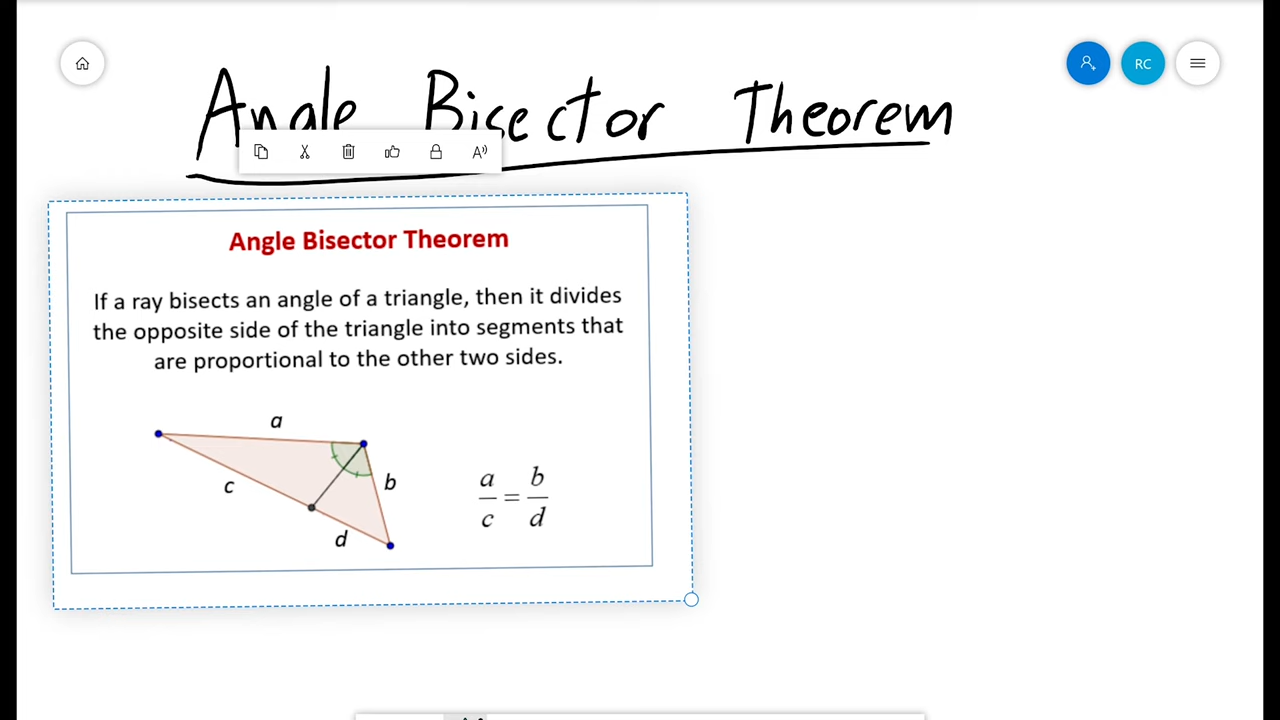 Angle Bisector Theorem
RC
Angle Bisector Theorem
If a ray bisects an angle of a triangle, then it divides
the opposite side of the triangle into segments that
are proportional to the other two sides.
a
c
b
d
a/c = b/d